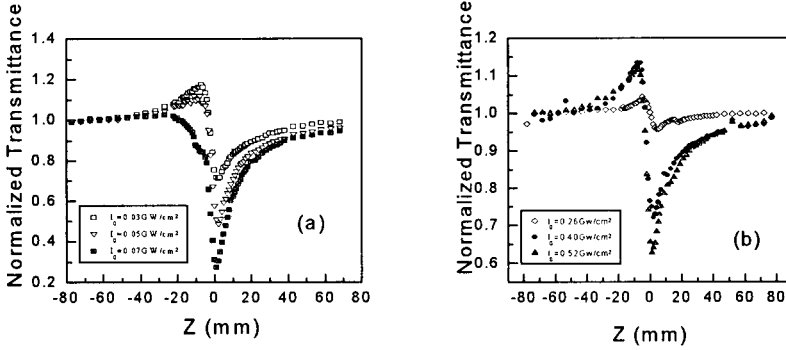 Normalized Transmittance
1.4
1.2
1.0
0.8
0.6
0.4
0.2
-80 -60 -40 -20 0 20 40 60 80
Z (mm)
I₀=0.03GW/cm²
I₀=0.05GW/cm²
I₀=0.07GW/cm²
(a)
Normalized Transmittance
1.2
1.1
1.0
0.9
0.8
0.7
0.6
-80 -60 -40 -20 0 20 40 60 80
Z (mm)
I₀=0.26Gw/cm²
I₀=0.40Gw/cm²
I₀=0.52Gw/cm²
(b)